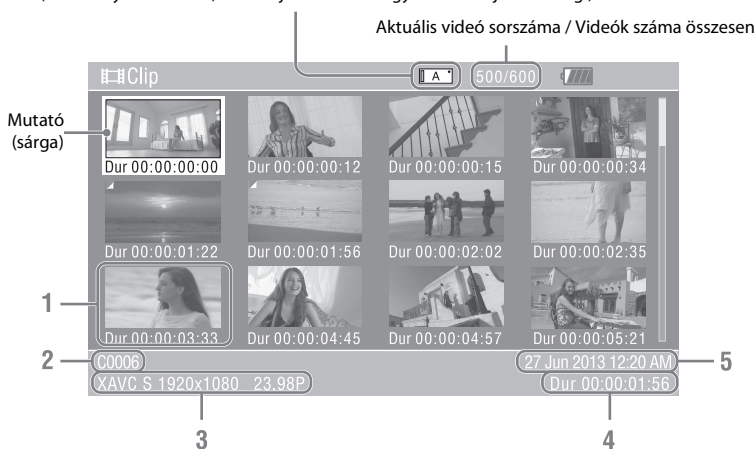 Aktuális videó sorszáma / Videók száma összesen
Clip
A
500/600
Mutató
(sárga)
Dur 00:00:00:00
Dur 00:00:00:12
Dur 00:00:00:15
Dur 00:00:00:34
Dur 00:00:01:22
Dur 00:00:01:56
Dur 00:00:02:02
Dur 00:00:02:35
1
Dur 00:00:03:33
Dur 00:00:04:45
Dur 00:00:04:57
Dur 00:00:05:21
2
C0006
27 Jun 2013 12:20 AM
5
XAVC S 1920x1080 23.98P
Dur 00:00:01:56
3
4